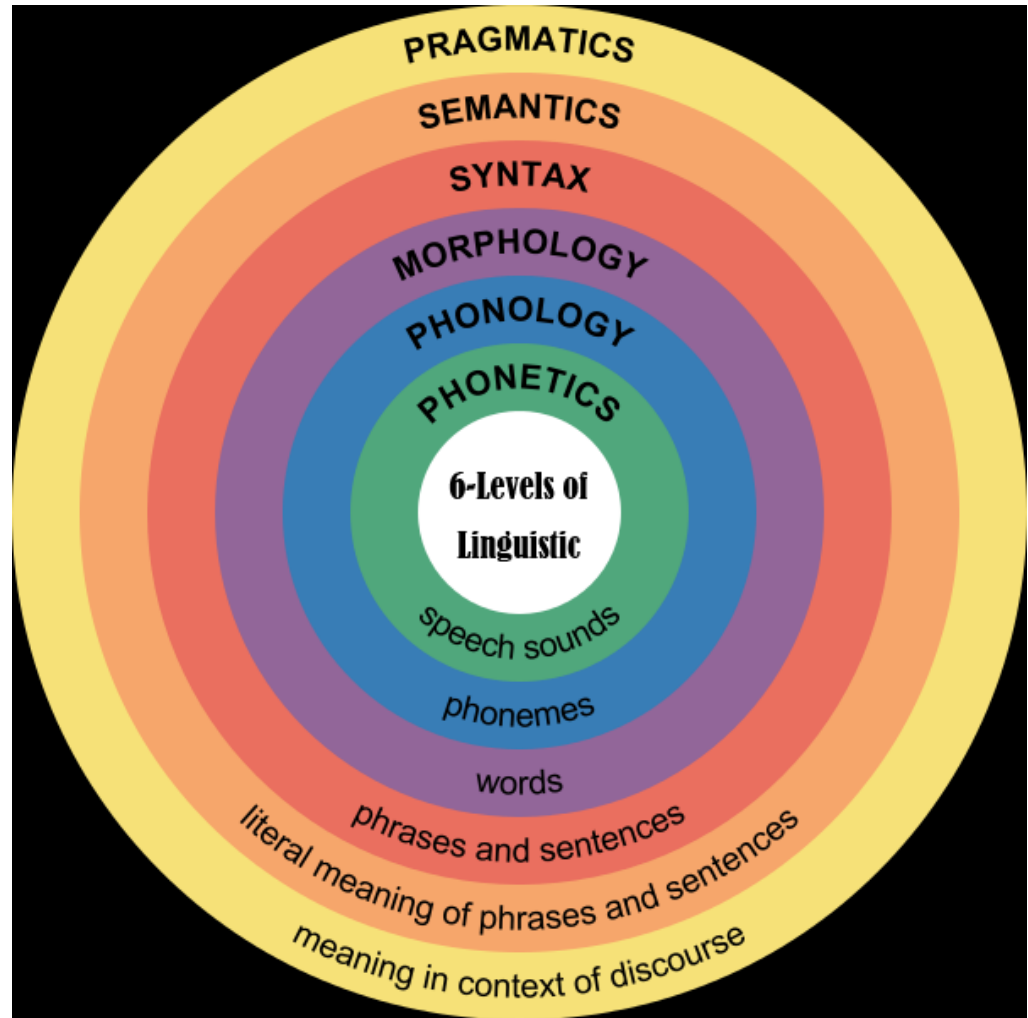 PRAGMATICS
SEMANTICS
SYNTAX
MORPHOLOGY
PHONOLOGY
PHONETICS
6-Levels of
Linguistic
speech sounds
phonemes
words
phrases and sentences
literal meaning of phrases and sentences
meaning in context of discourse